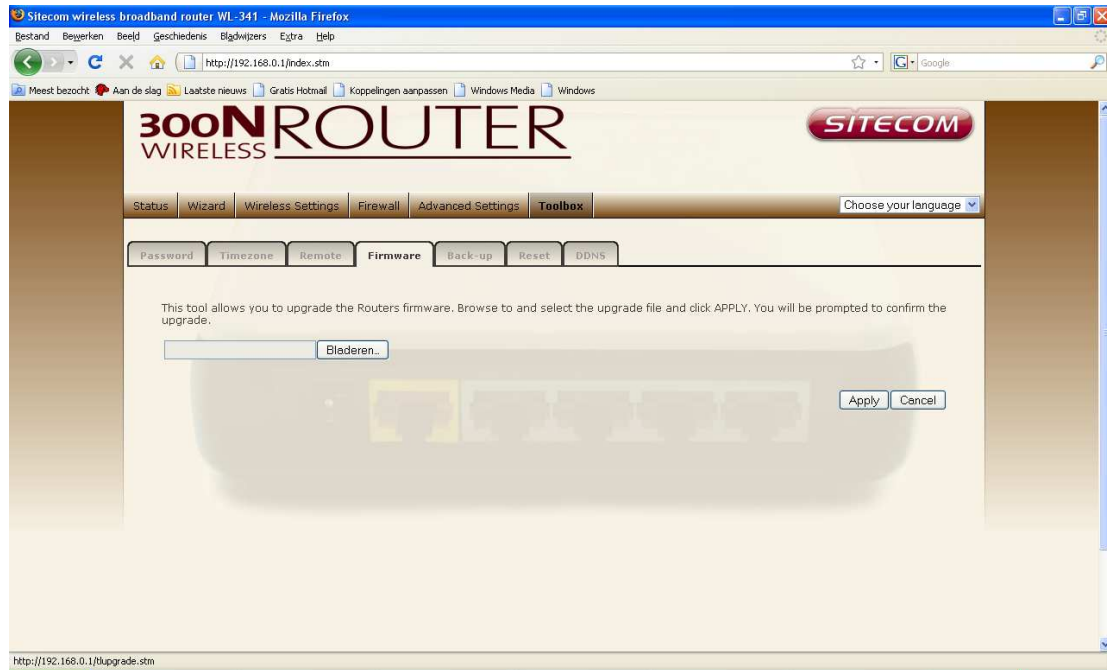 Sitecom wireless broadband router WL-341 - Mozilla Firefox
Bestand Bewerken Beeld Geschiedenis Bladwijzers Extra Help
http://192.168.0.1/index.stm
Google
Meest bezocht Aan de slag Laatste nieuws Gratis Hotmail Koppelingen aanpassen Windows Media Windows
300N WIRELESS ROUTER
SITECOM
Status Wizard Wireless Settings Firewall Advanced Settings Toolbox Choose your language
Password Timezone Remote Firmware Back-up Reset DDNS
This tool allows you to upgrade the Routers firmware. Browse to and select the upgrade file and click APPLY. You will be prompted to confirm the
upgrade.
Bladeren...
Apply Cancel
http://192.168.0.1/tlupgrade.stm